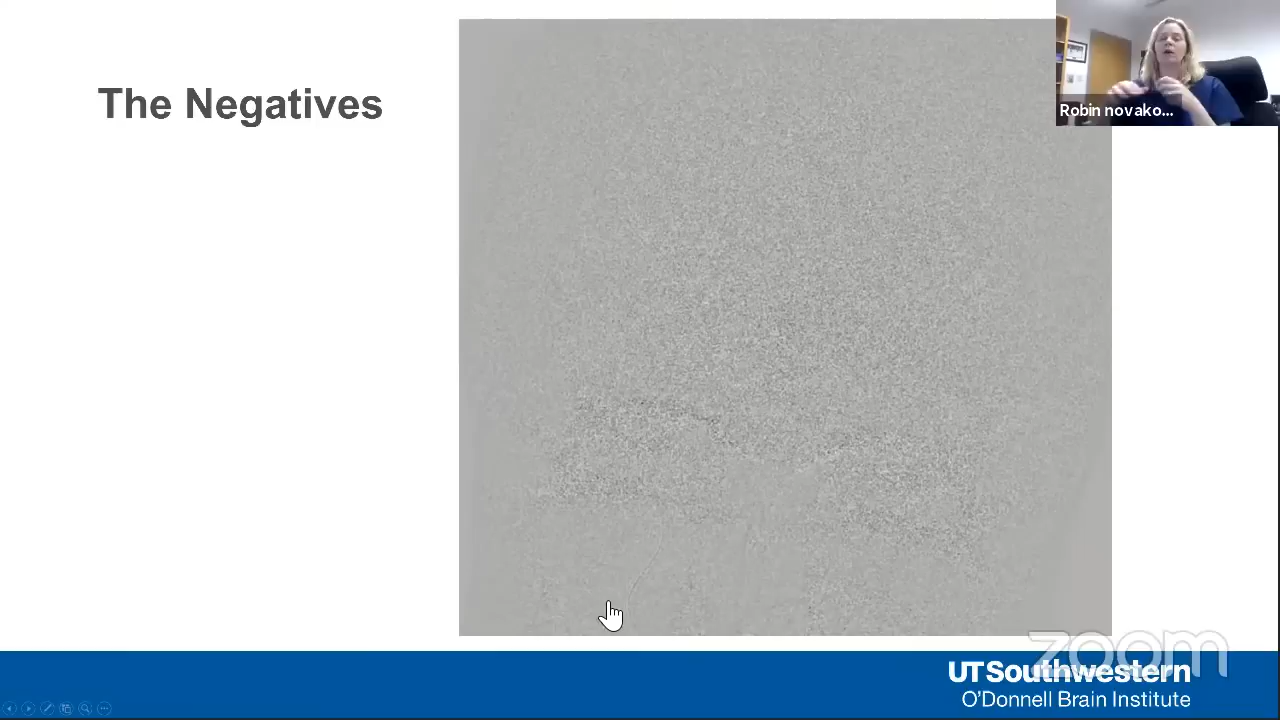 The Negatives
Robin novako...
zoom
UTSouthwestern
O'Donnell Brain Institute